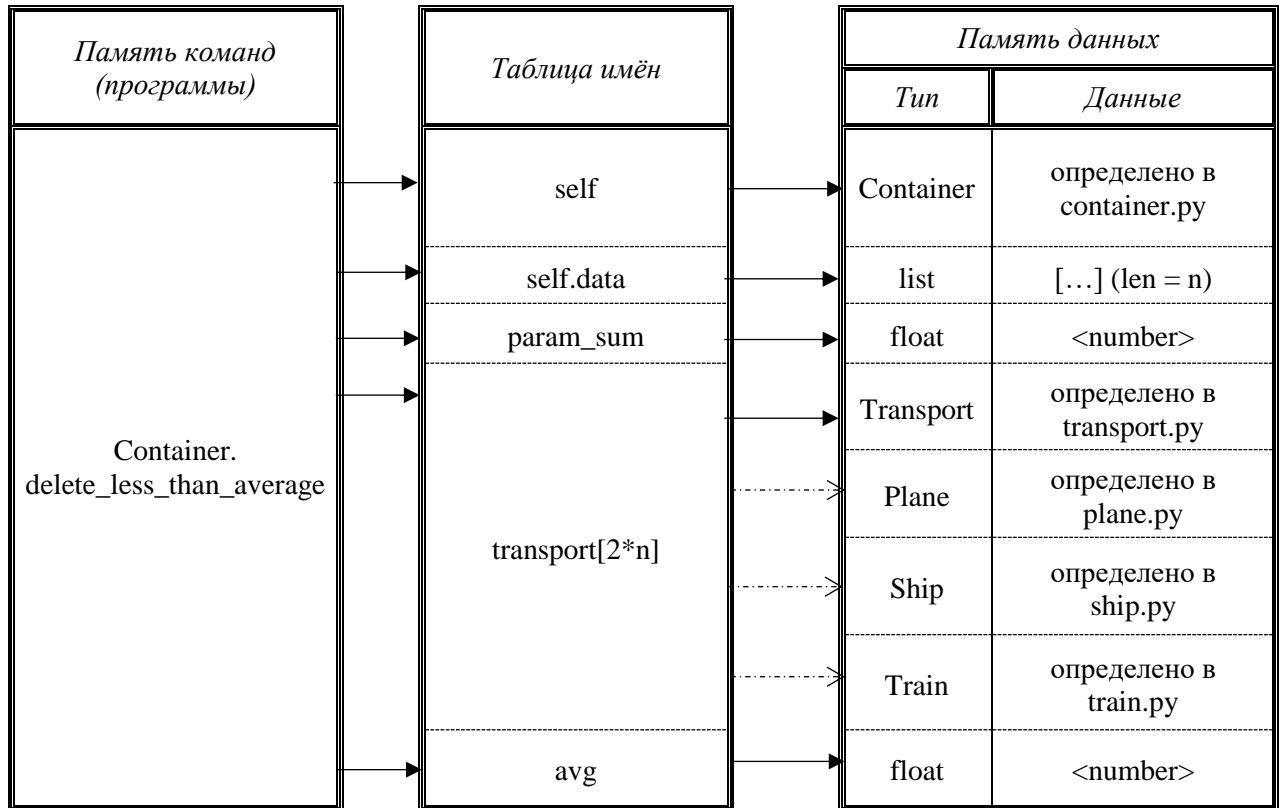 Память команд
(программы)
Таблица имён
Память данных
Тип
Данные
Container.
delete_less_than_average
self
Container
определено в
container.py
self.data
list
[…] (len = n)
param_sum
float
<number>
transport[2*n]
Transport
определено в
transport.py
Plane
определено в
plane.py
Ship
определено в
ship.py
Train
определено в
train.py
avg
float
<number>